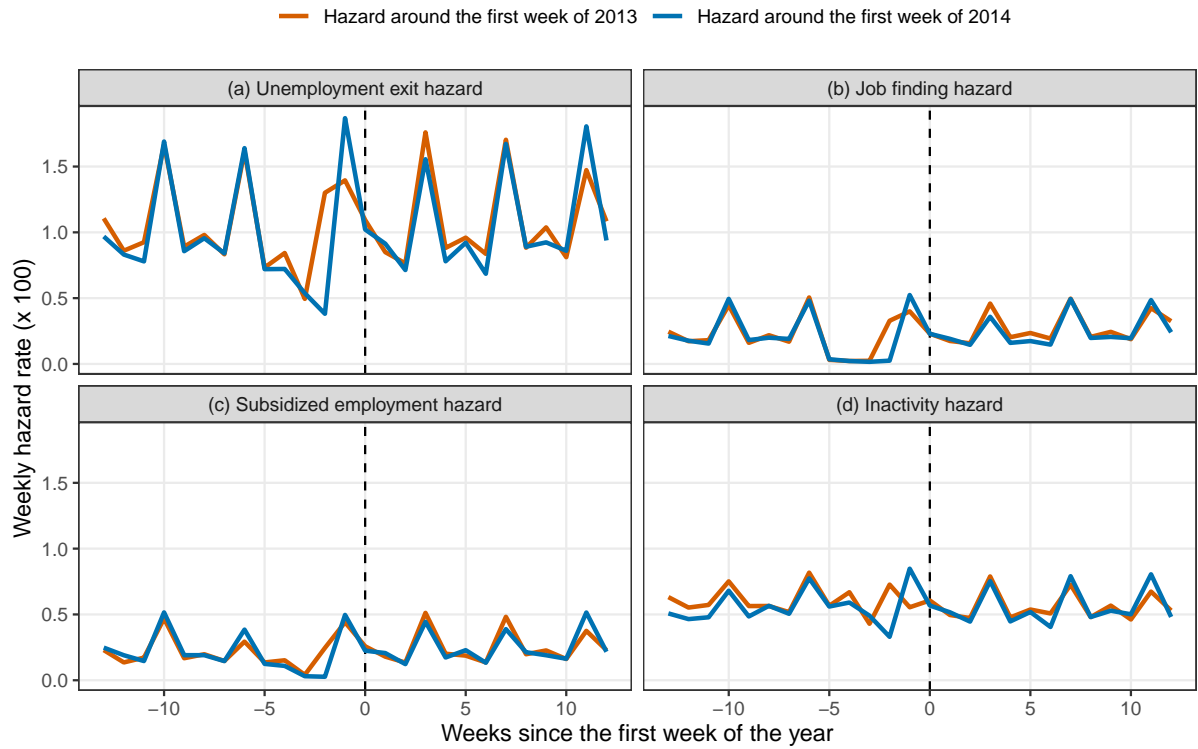 Hazard around the first week of 2013 Hazard around the first week of 2014
(a) Unemployment exit hazard
(b) Job finding hazard
1.5
1.0
0.5
0.0
(c) Subsidized employment hazard
(d) Inactivity hazard
1.5
1.0
0.5
0.0
Weekly hazard rate (x 100)
−10 −5 0 5 10
−10 −5 0 5 10
Weeks since the first week of the year